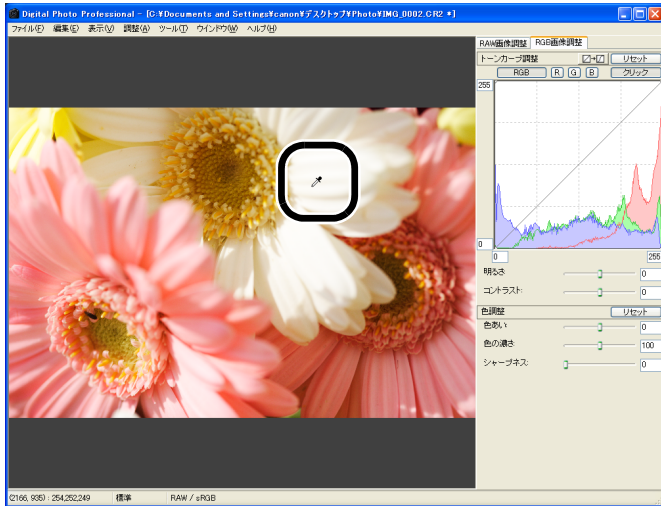 Digital Photo Professional - [C:¥Documents and Settings¥canon¥デスクトップ¥Photo¥IMG_0002.CR2 *]
ファイル(F) 編集(E) 表示(V) 調整(A) ツール(T) ウインドウ(W) ヘルプ(H)
RAW画像調整 RGB画像調整
トーンカーブ調整 リセット
RGB R G B クリック
255
0
0 255
明るさ: 0
コントラスト: 0
色調整 リセット
色あい: 0
色の濃さ: 100
シャープネス: 0
(2166, 935) : 254,252,249 標準 RAW / sRGB